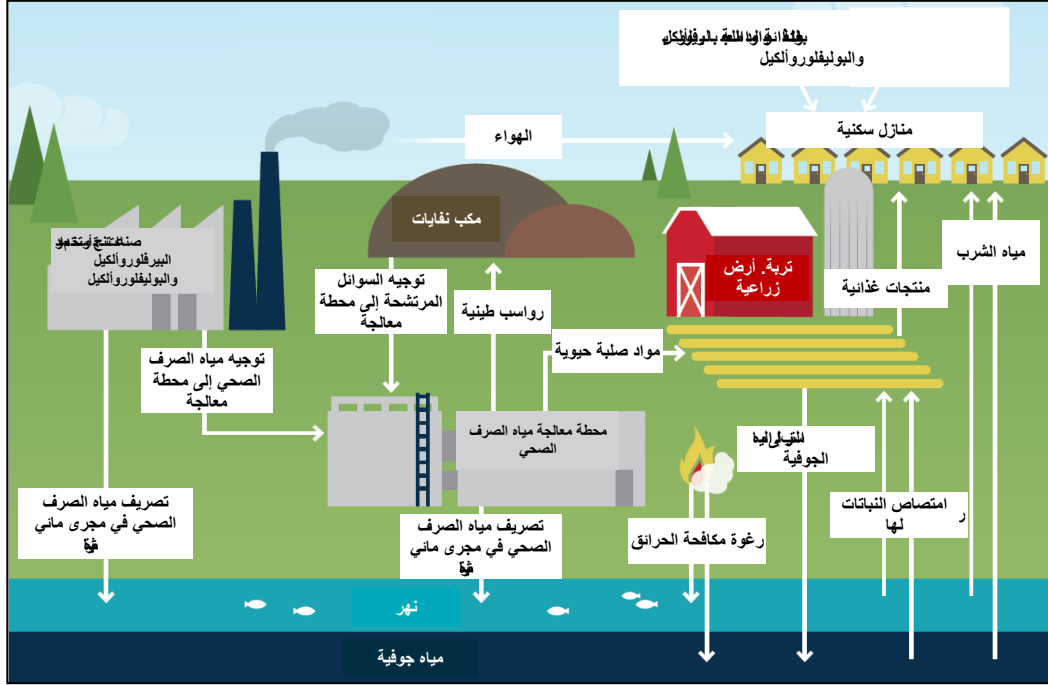 والبوليفلوروألكيل
منازل سكنية
الهواء
مكب نفايات
البيرفلوروألكيل
والبوليفلوروألكيل
تربة. أرض
زراعية
مياه الشرب
منتجات غذائية
توجيه السوائل
المرتشحة إلى محطة
معالجة
رواسب طينية
مواد صلبة حيوية
توجيه مياه الصرف
الصحي إلى محطة
معالجة
محطة معالجة مياه الصرف
الصحي
الجوفية
تصريف مياه الصرف
الصحي في مجرى مائي
تصريف مياه الصرف
الصحي في مجرى مائي
رغوة مكافحة الحرائق
ر امتصاص النباتات
لها
نهر
مياه جوفية